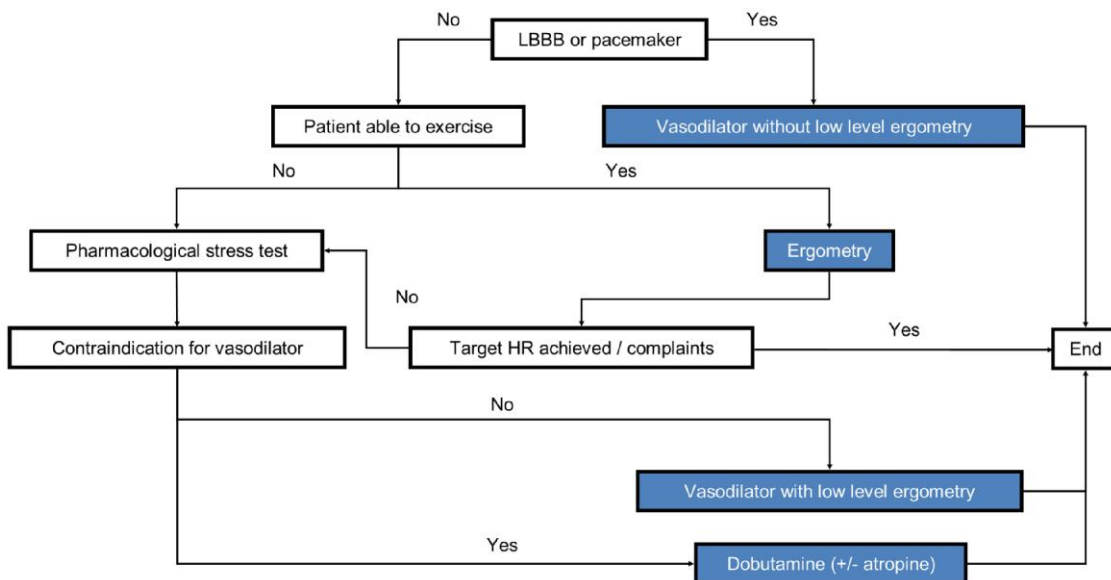 No
Yes
LBBB or pacemaker
Patient able to exercise
Vasodilator without low level ergometry
No
Yes
Pharmacological stress test
Ergometry
No
Contraindication for vasodilator
Target HR achieved / complaints
Yes
End
No
Vasodilator with low level ergometry
Yes
Dobutamine (+/- atropine)